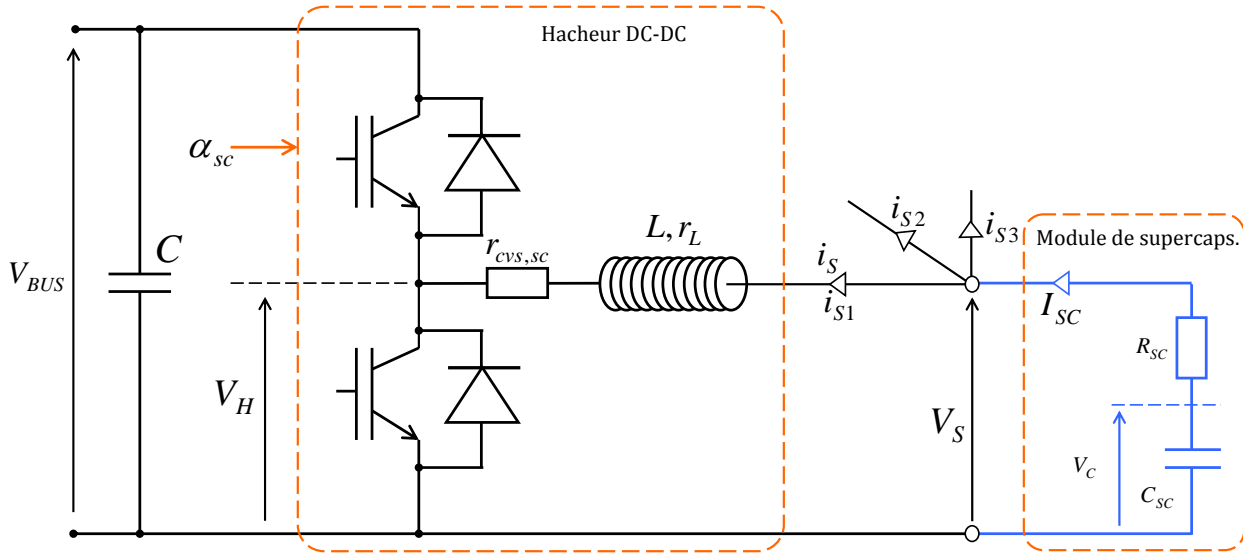 Hacheur DC-DC
α_sc
C
V_BUS
r_cvs,sc
L, r_L
i_S
i_S1
i_S2
i_S3
Module de supercaps.
I_SC
R_SC
V_H
V_S
V_C
C_SC